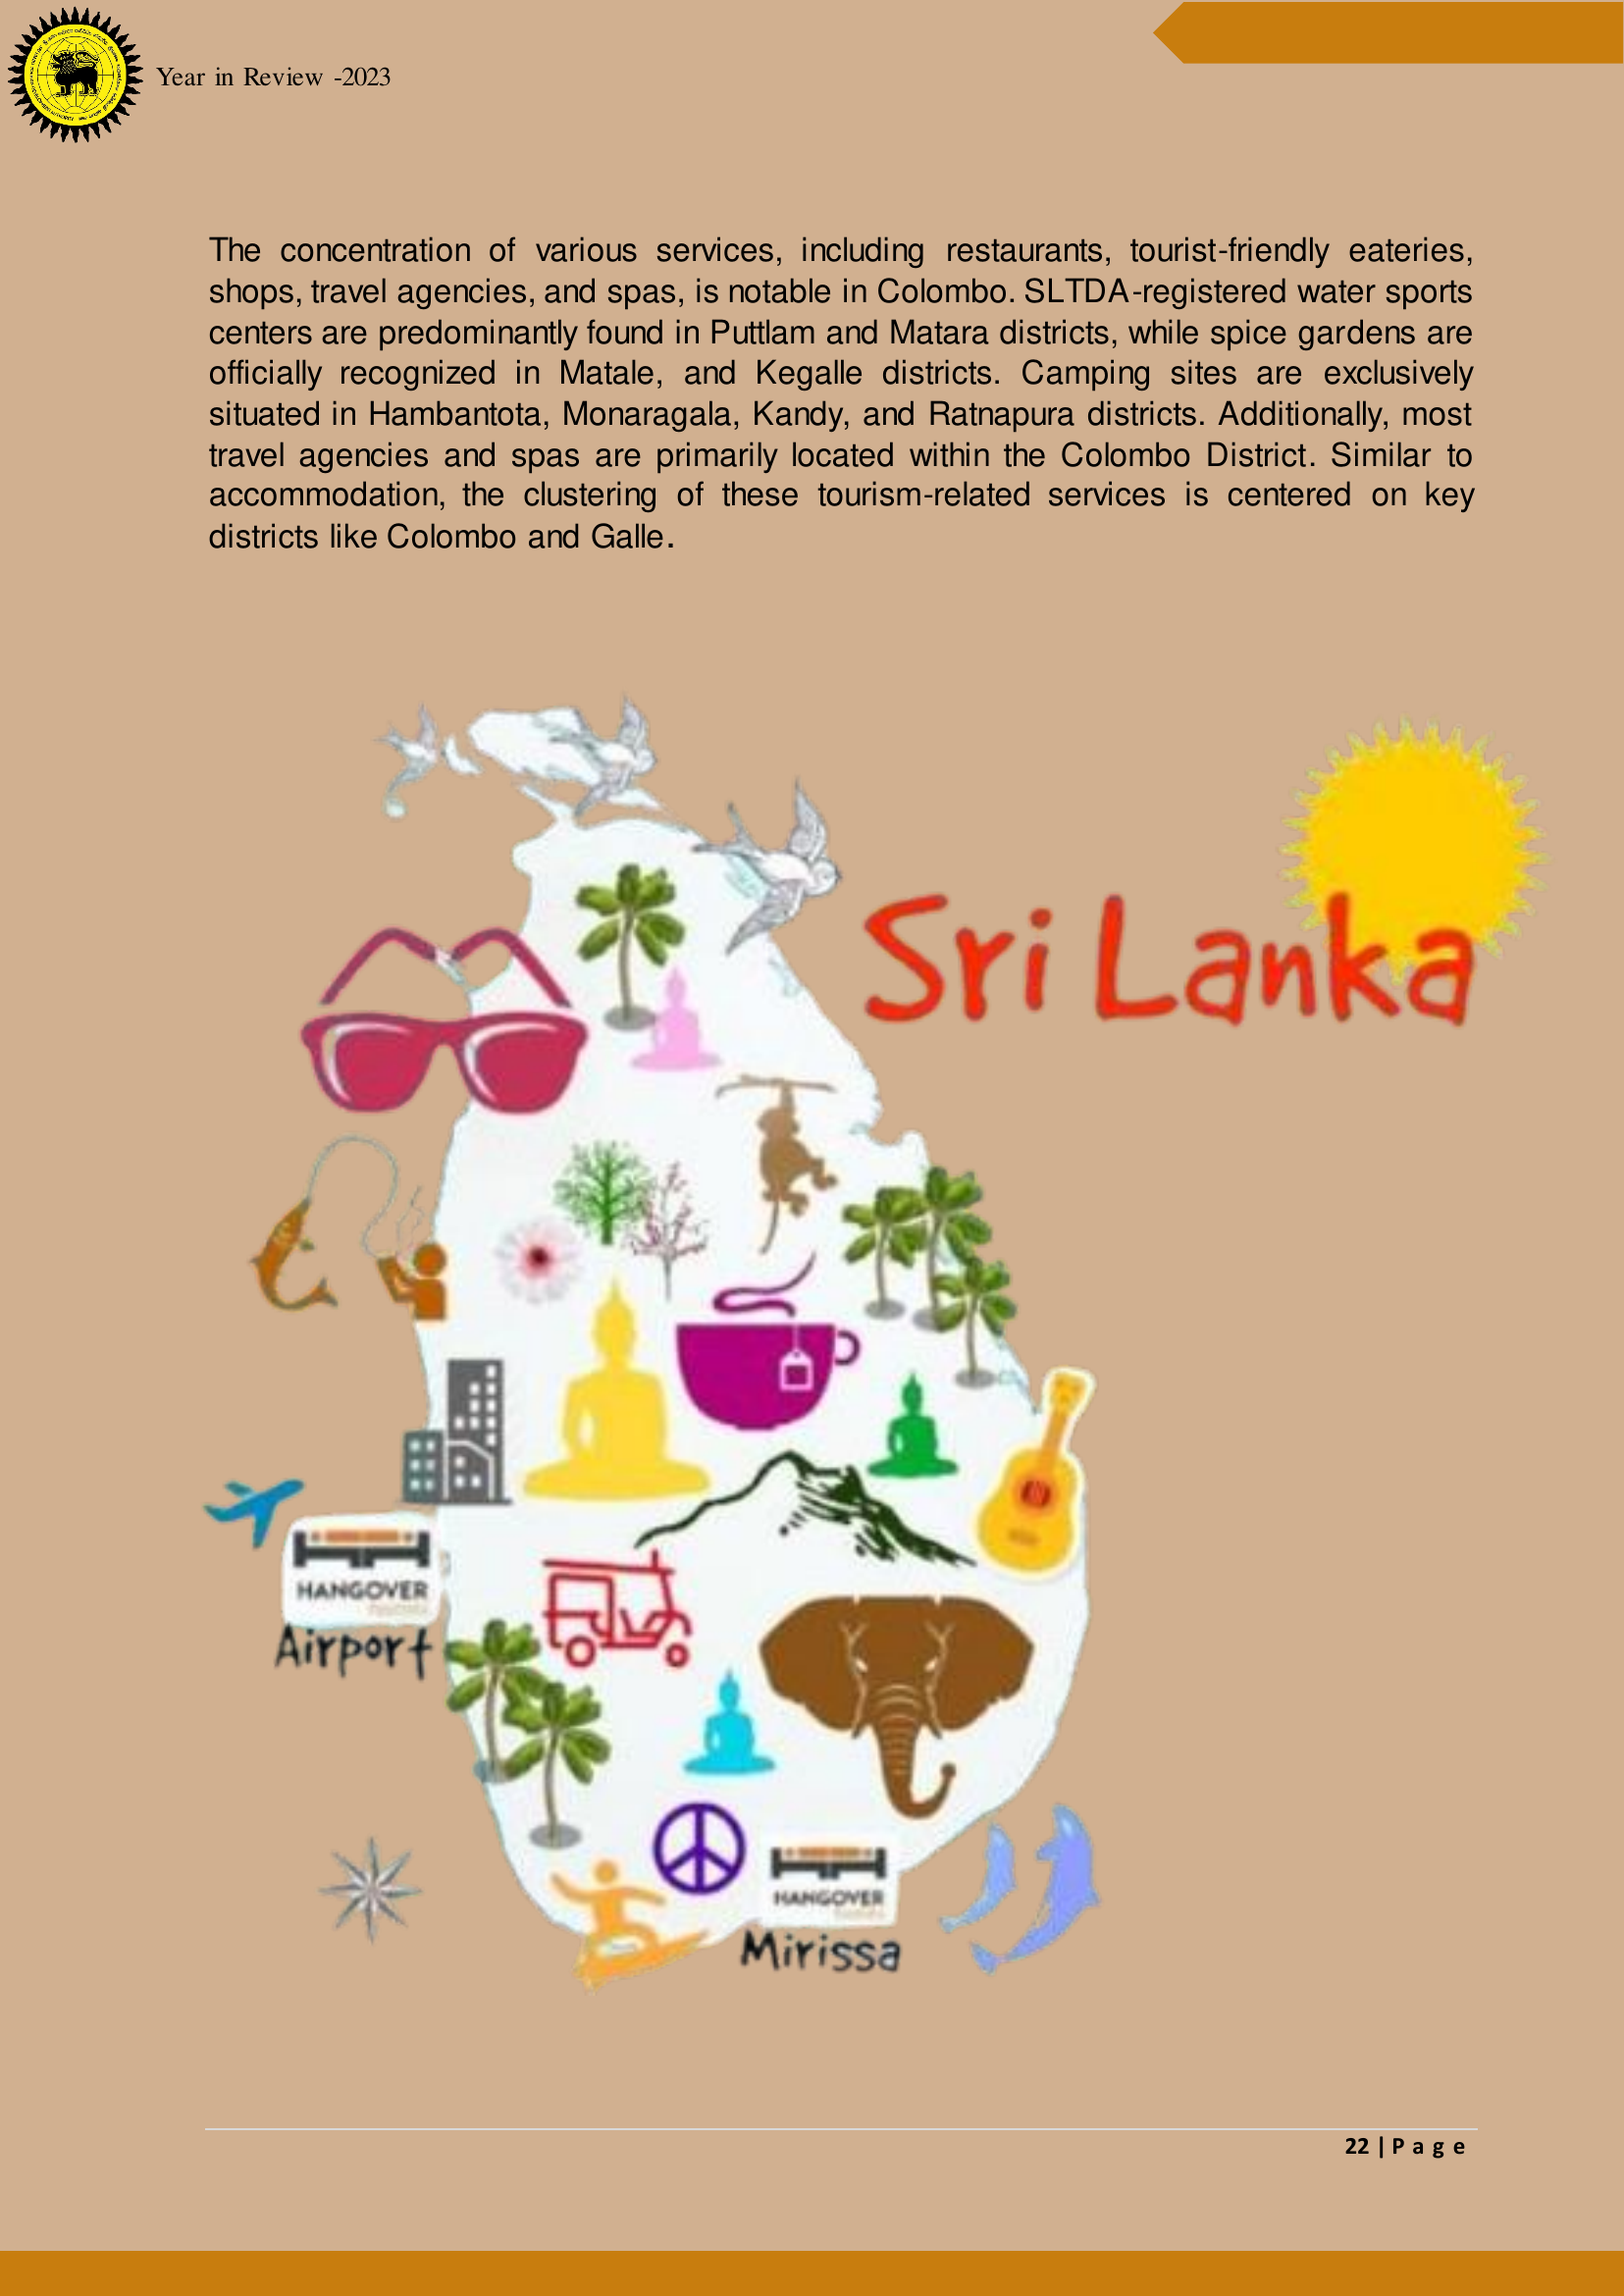 Year in Review -2023
The concentration of various services, including restaurants, tourist-friendly eateries,
shops, travel agencies, and spas, is notable in Colombo. SLTDA-registered water sports
centers are predominantly found in Puttlam and Matara districts, while spice gardens are
officially recognized in Matale, and Kegalle districts. Camping sites are exclusively
situated in Hambantota, Monaragala, Kandy, and Ratnapura districts. Additionally, most
travel agencies and spas are primarily located within the Colombo District. Similar to
accommodation, the clustering of these tourism-related services is centered on key
districts like Colombo and Galle.
Sri Lanka
HANGOVER
Airport
HANGOVER
Mirissa
22 | P a g e